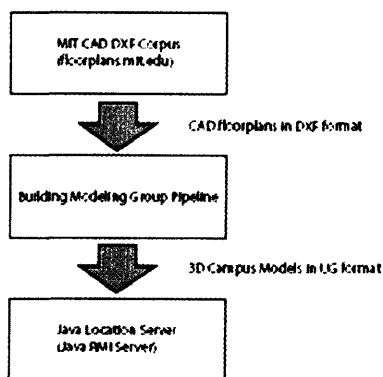 MIT CAD DXF Corpus
(floorplans.mit.edu)
CAD floorplans in DXF format
Building Modeling Group Pipeline
3D Campus Models in UG format
Java Location Server
(Java RMI Server)